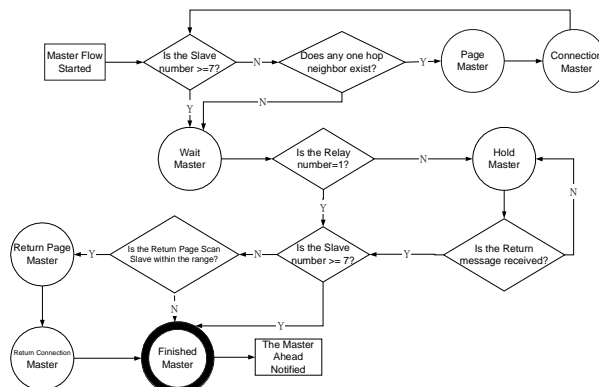 Master Flow
Started
Is the Slave
number >=7?
N
Does any one hop
neighbor exist?
Y
Page
Master
Connection
Master
Y
N
Wait
Master
Is the Relay
number=1?
N
Hold
Master
N
Y
Return Page
Master
Y
Is the Return Page Scan
Slave within the range?
N
Is the Slave
number >= 7?
Y
Is the Return
message received?
N
Y
Return Connection
Master
Finished
Master
The Master
Ahead
Notified